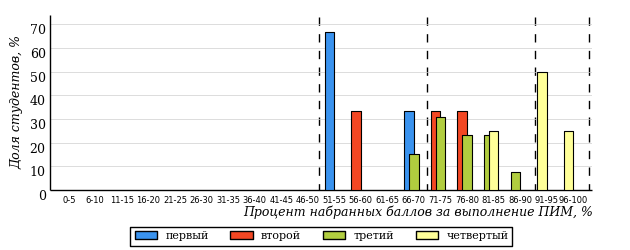 70
60
50
40
30
20
10
0
Доля студентов, %
0-5 6-10 11-15 16-20 21-25 26-30 31-35 36-40 41-45 46-50 51-55 56-60 61-65 66-70 71-75 76-80 81-85 86-90 91-95 96-100
Процент набранных баллов за выполнение ПИМ, %
первый второй третий четвертый